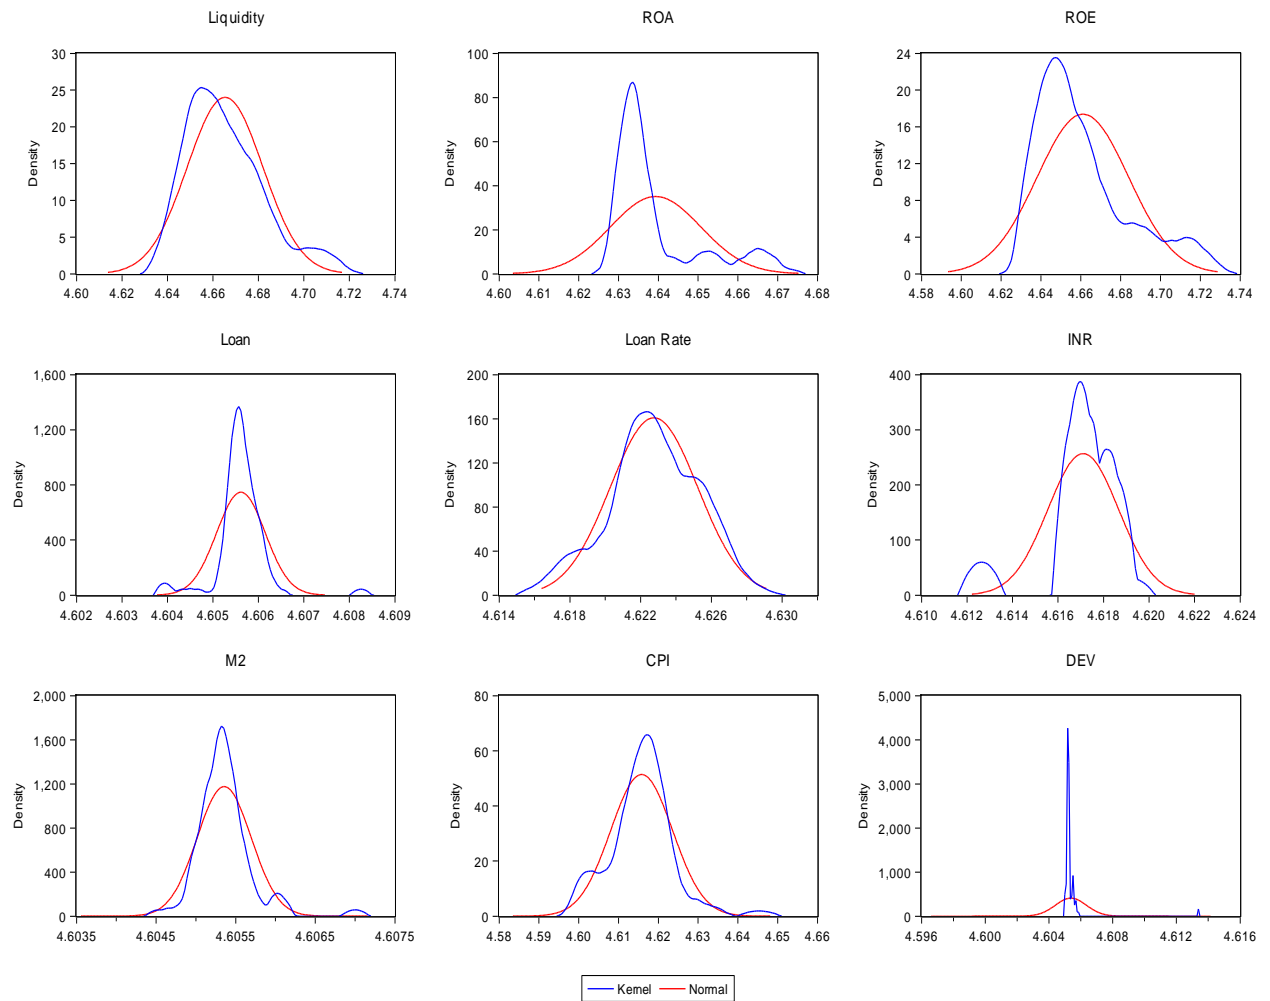 Liquidity ROA ROE
30 100 24
25 80 20
20 60 16
15 40 12
10 20 8
5 0 4
0 0
Density Density Density
4.60 4.62 4.64 4.66 4.68 4.70 4.72 4.74 4.60 4.61 4.62 4.63 4.64 4.65 4.66 4.67 4.68 4.58 4.60 4.62 4.64 4.66 4.68 4.70 4.72 4.74
Loan Loan Rate INR
1,600 200 400
1,200 160 300
800 120 200
400 80 100
0 40 0
0
Density Density Density
4.602 4.603 4.604 4.605 4.606 4.607 4.608 4.609 4.614 4.618 4.622 4.626 4.630 4.610 4.612 4.614 4.616 4.618 4.620 4.622 4.624
M2 CPI DEV
2,000 80 5,000
1,600 60 4,000
1,200 40 3,000
800 20 2,000
400 0 1,000
0 0
Density Density Density
4.6035 4.6045 4.6055 4.6065 4.6075 4.58 4.59 4.60 4.61 4.62 4.63 4.64 4.65 4.66 4.596 4.600 4.604 4.608 4.612 4.616
Kernel Normal